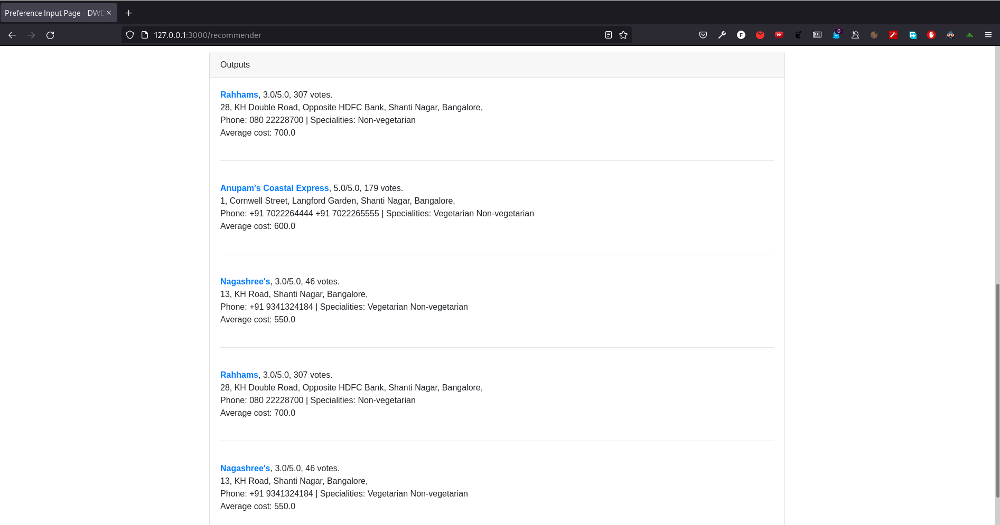 Preference Input Page - DWD
127.0.0.1:3000/recommender
F
0
Outputs
Rahhams, 3.0/5.0, 307 votes.
28, KH Double Road, Opposite HDFC Bank, Shanti Nagar, Bangalore,
Phone: 080 22228700 | Specialities: Non-vegetarian
Average cost: 700.0
Anupam's Coastal Express, 5.0/5.0, 179 votes.
1, Cornwell Street, Langford Garden, Shanti Nagar, Bangalore,
Phone: +91 7022264444 +91 7022265555 | Specialities: Vegetarian Non-vegetarian
Average cost: 600.0
Nagashree's, 3.0/5.0, 46 votes.
13, KH Road, Shanti Nagar, Bangalore,
Phone: +91 9341324184 | Specialities: Vegetarian Non-vegetarian
Average cost: 550.0
Rahhams, 3.0/5.0, 307 votes.
28, KH Double Road, Opposite HDFC Bank, Shanti Nagar, Bangalore,
Phone: 080 22228700 | Specialities: Non-vegetarian
Average cost: 700.0
Nagashree's, 3.0/5.0, 46 votes.
13, KH Road, Shanti Nagar, Bangalore,
Phone: +91 9341324184 | Specialities: Vegetarian Non-vegetarian
Average cost: 550.0